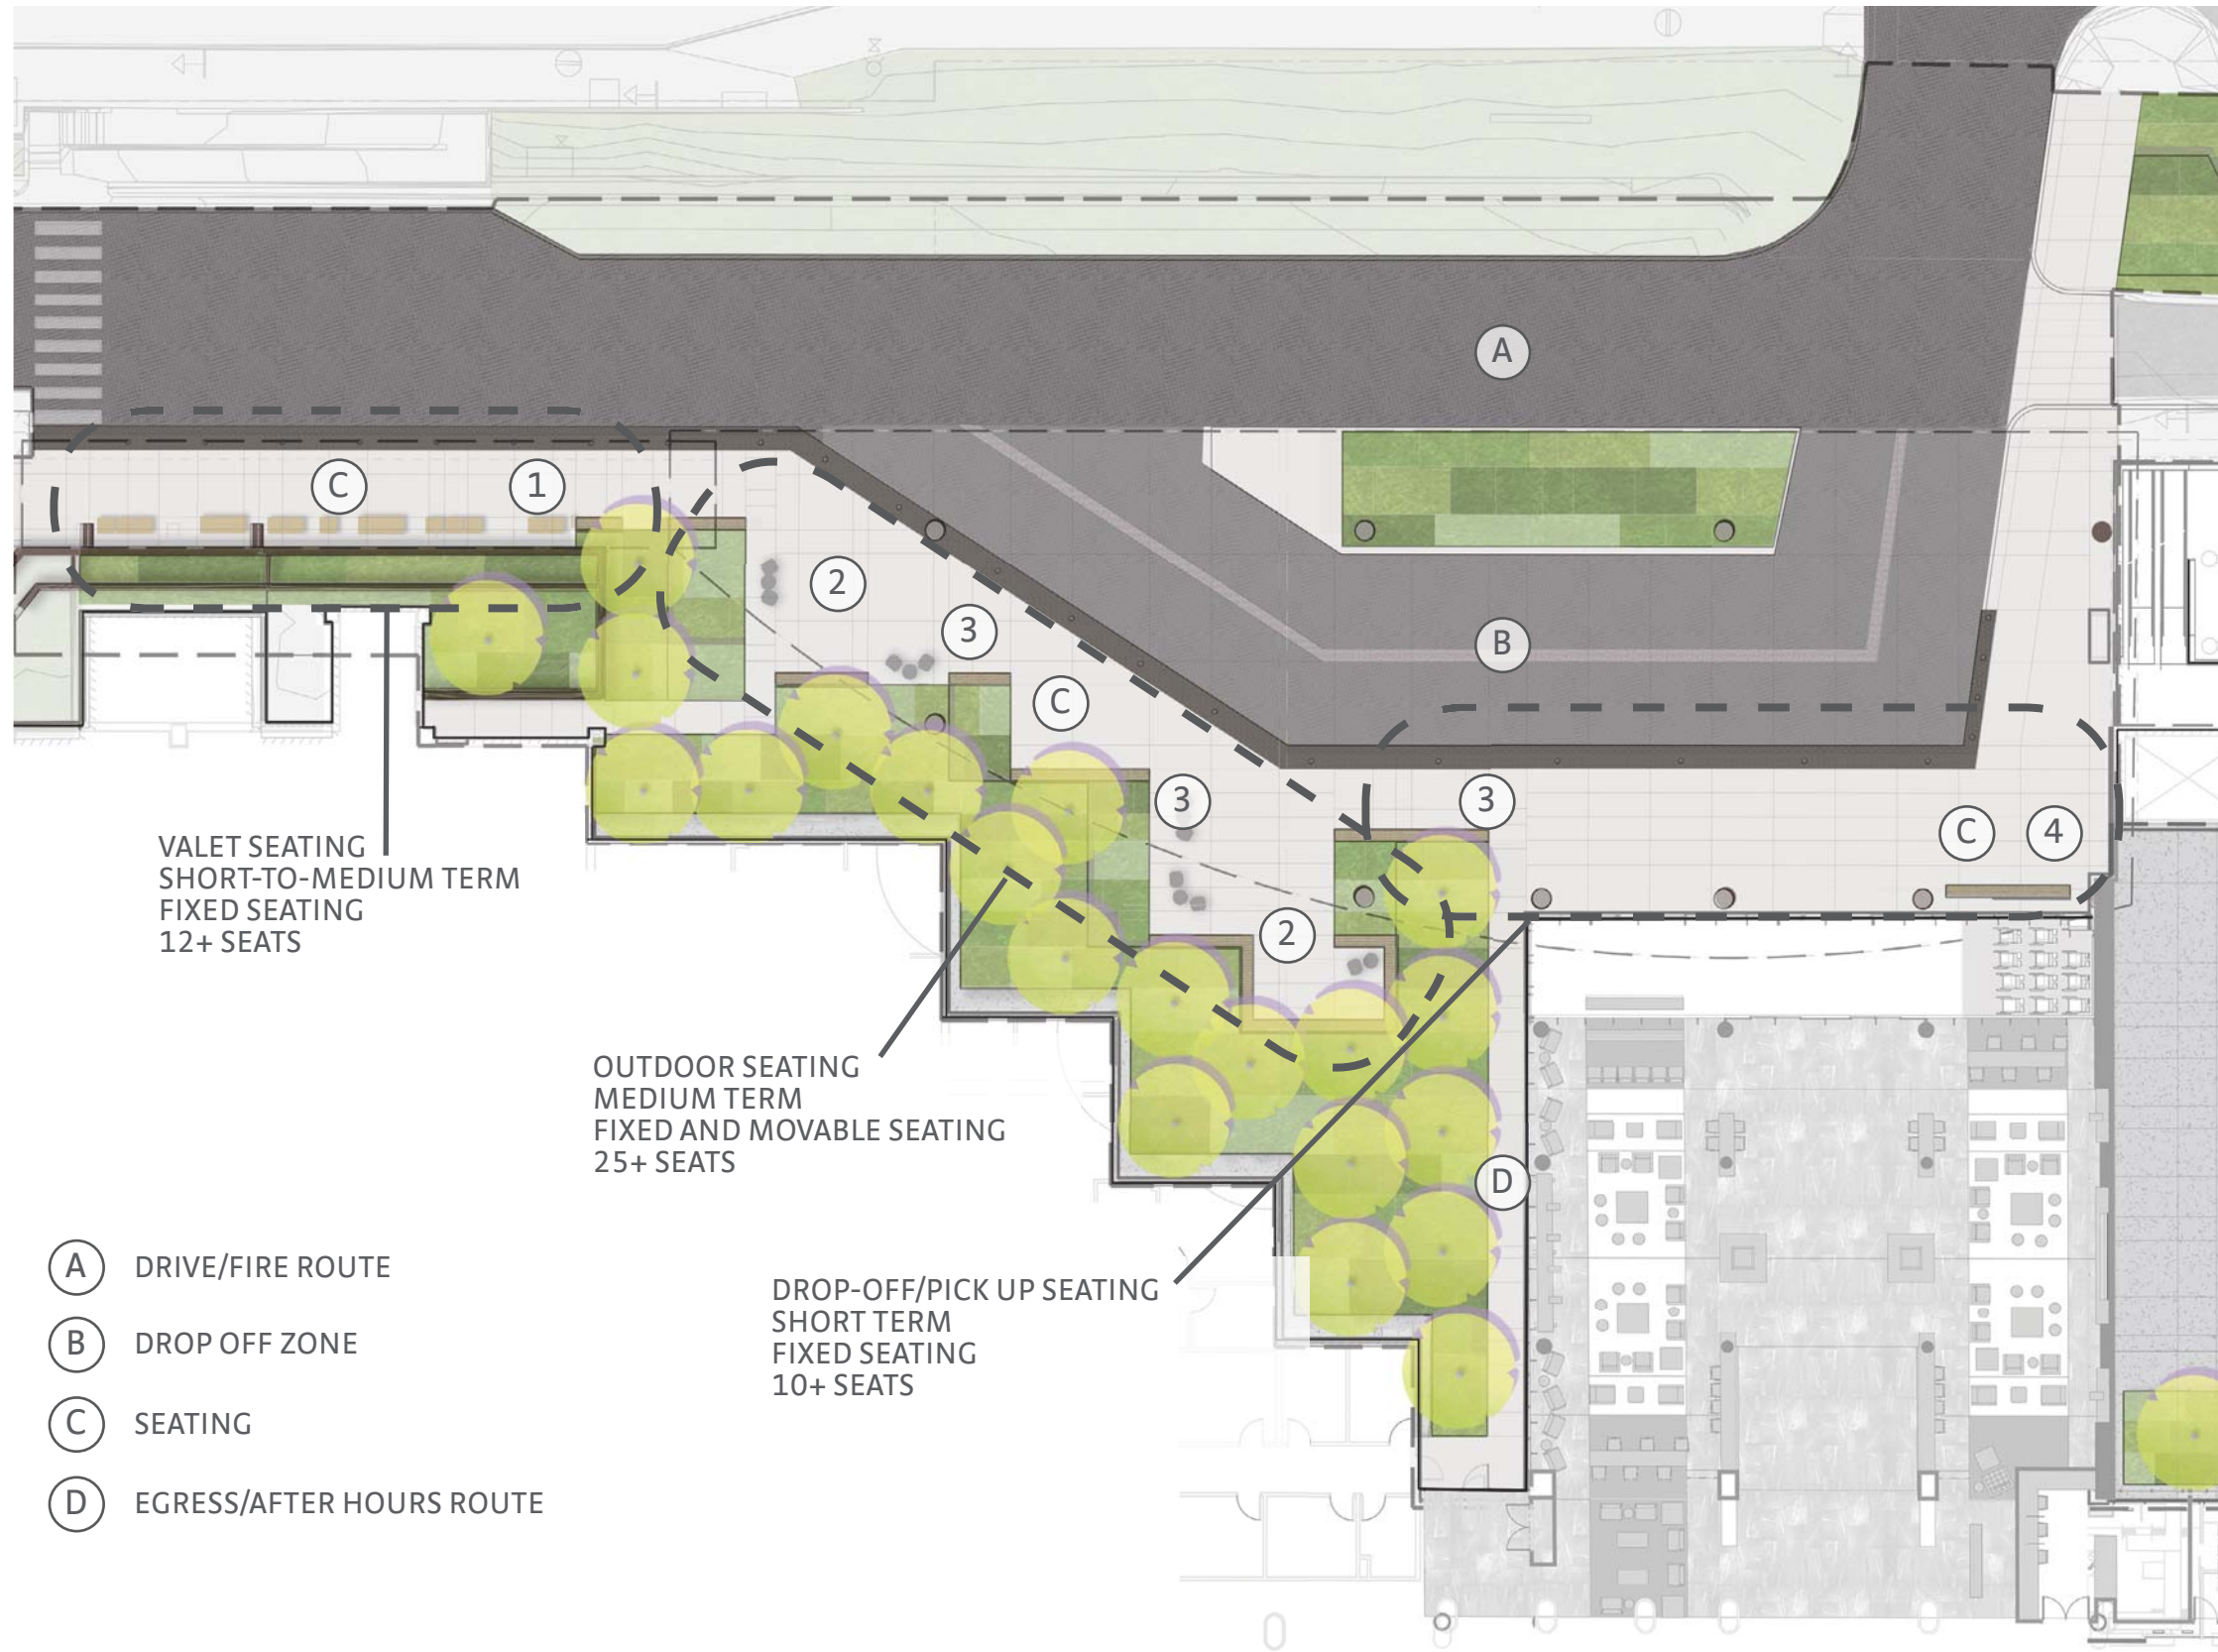 A
C
1
2
3
B
C
3
3
C
4
2
D
VALET SEATING
SHORT-TO-MEDIUM TERM
FIXED SEATING
12+ SEATS
OUTDOOR SEATING
MEDIUM TERM
FIXED AND MOVABLE SEATING
25+ SEATS
DROP-OFF/PICK UP SEATING
SHORT TERM
FIXED SEATING
10+ SEATS
A DRIVE/FIRE ROUTE
B DROP OFF ZONE
C SEATING
D EGRESS/AFTER HOURS ROUTE